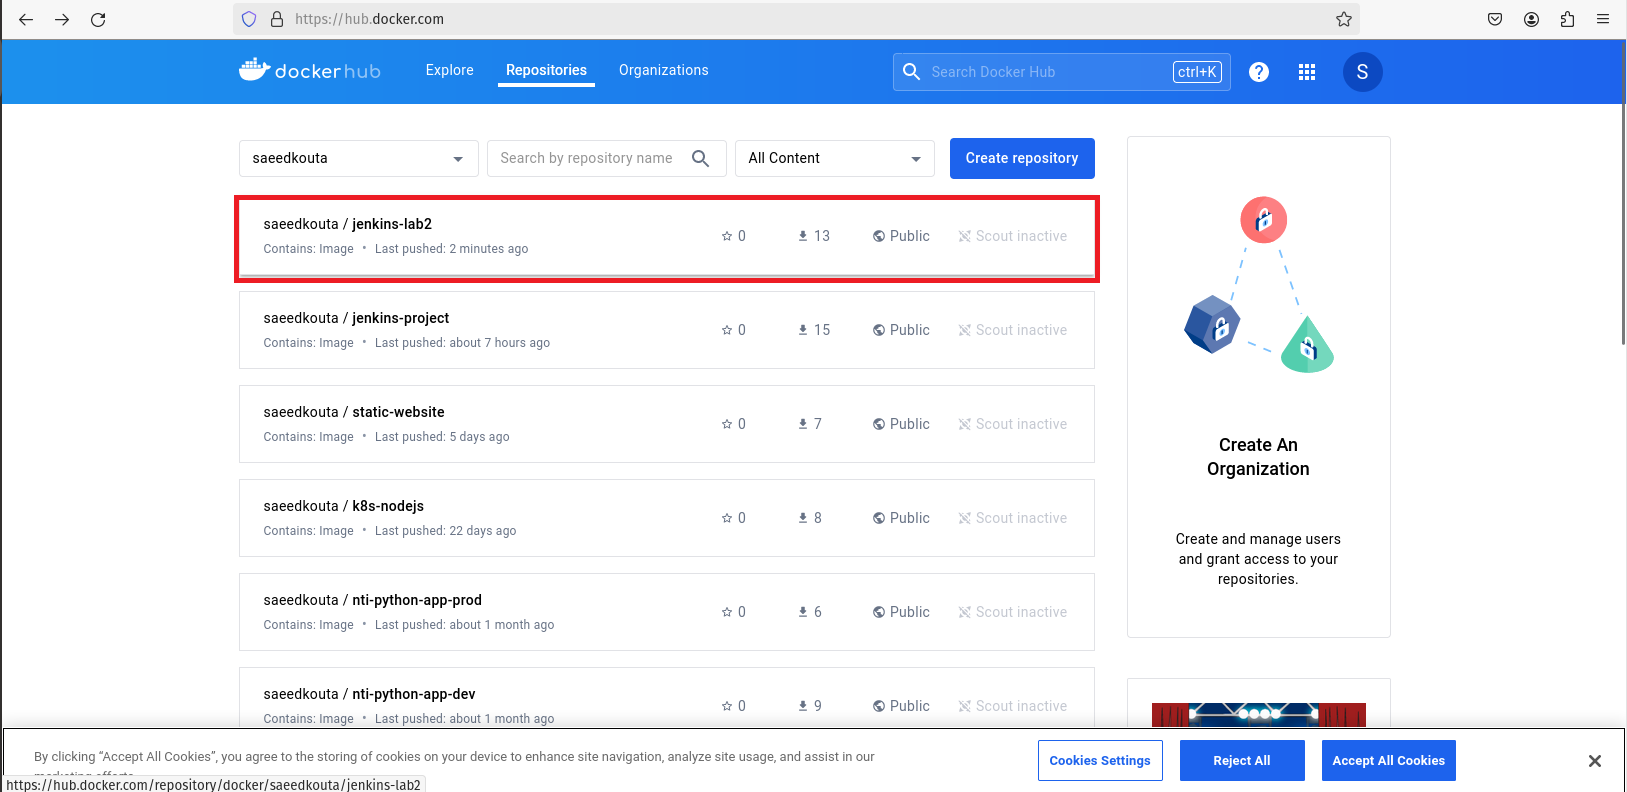 https://hub.docker.com
dockerhub
Explore
Repositories
Organizations
Search Docker Hub
ctrl+K
?
S
saeedkouta
Search by repository name
All Content
Create repository
saeedkouta / jenkins-lab2
Contains: Image • Last pushed: 2 minutes ago
0
13
Public
Scout inactive
saeedkouta / jenkins-project
Contains: Image • Last pushed: about 7 hours ago
0
15
Public
Scout inactive
saeedkouta / static-website
Contains: Image • Last pushed: 5 days ago
0
7
Public
Scout inactive
saeedkouta / k8s-nodejs
Contains: Image • Last pushed: 22 days ago
0
8
Public
Scout inactive
saeedkouta / nti-python-app-prod
Contains: Image • Last pushed: about 1 month ago
0
6
Public
Scout inactive
saeedkouta / nti-python-app-dev
Contains: Image • Last pushed: about 1 month ago
0
9
Public
Scout inactive
Create An
Organization
Create and manage users
and grant access to your
repositories.
By clicking “Accept All Cookies”, you agree to the storing of cookies on your device to enhance site navigation, analyze site usage, and assist in our
Cookies Settings
Reject All
Accept All Cookies
https://hub.docker.com/repository/docker/saeedkouta/jenkins-lab2